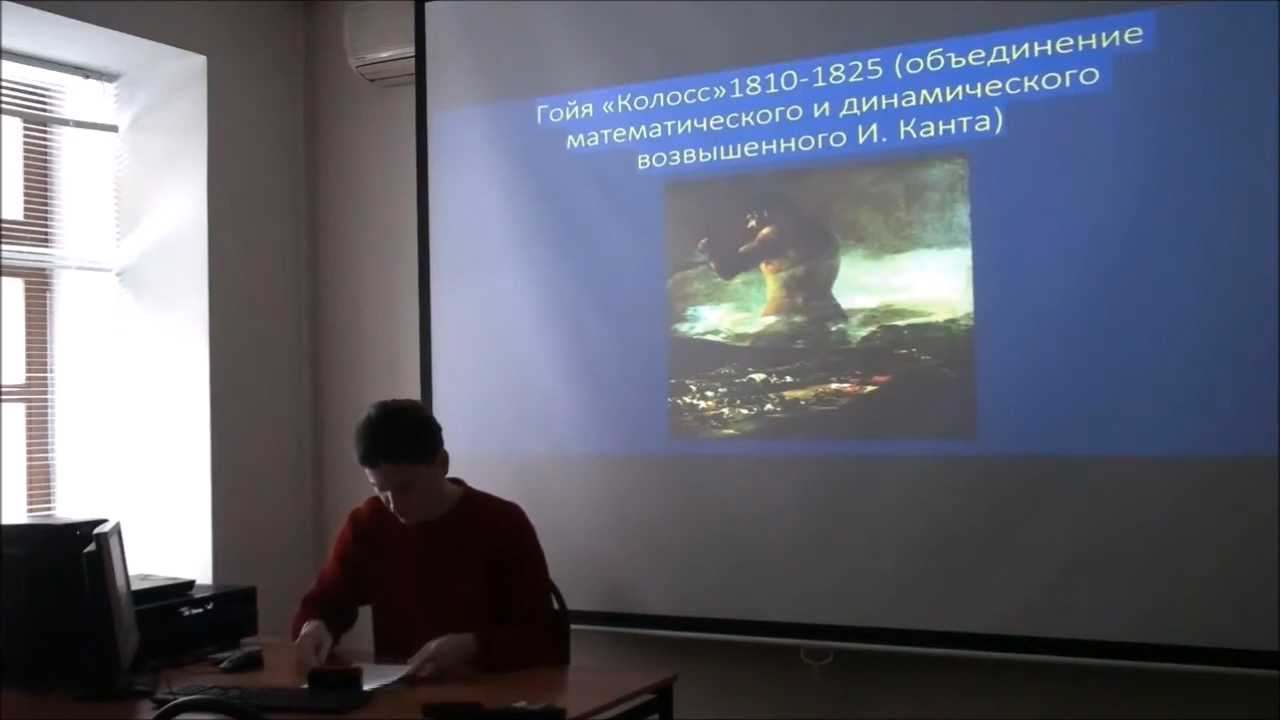 Гойя «Колосс»1810-1825 (объединение
математического и динамического
возвышенного И. Канта)